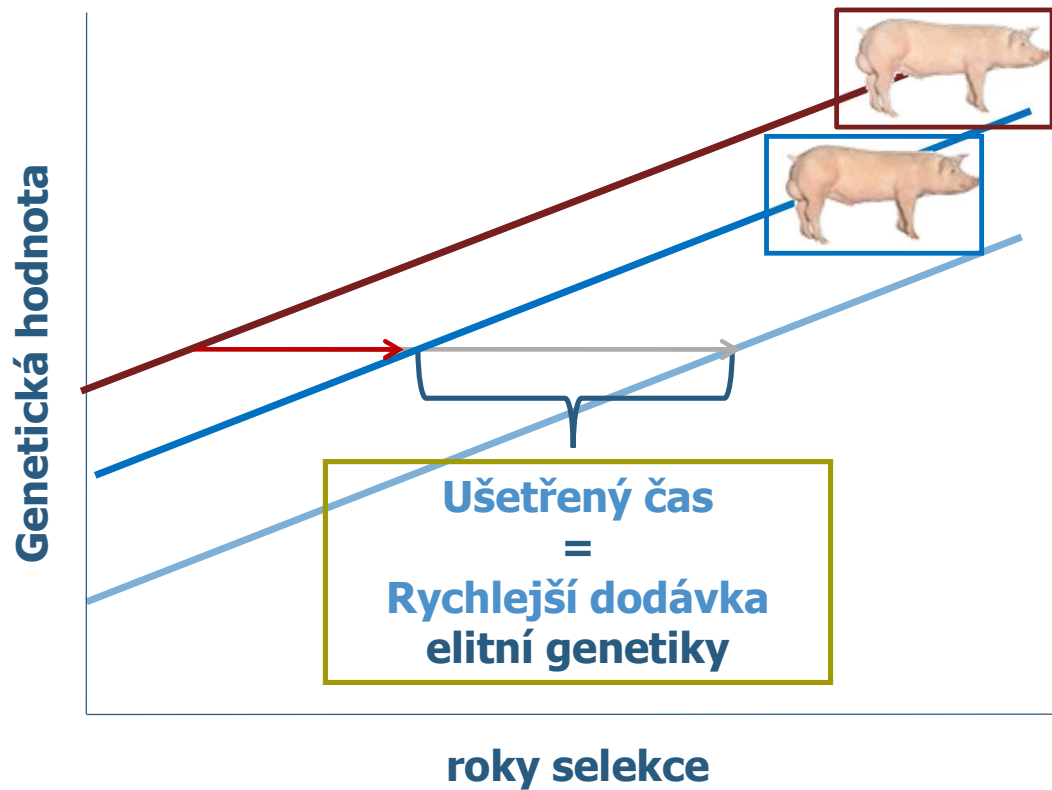 Genetická hodnota
Ušetřený čas
=
Rychlejší dodávka
elitní genetiky
roky selekce